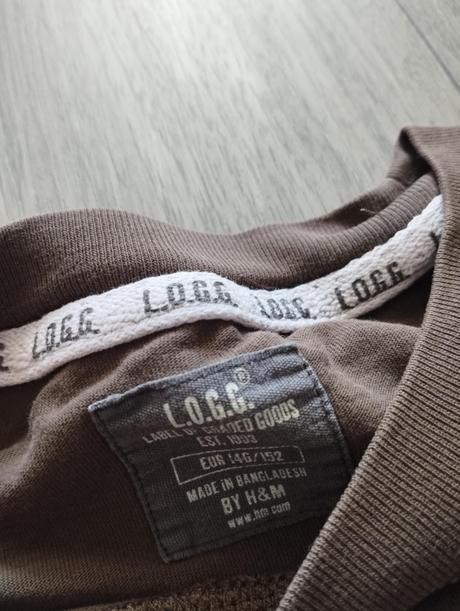 L.O.G.G. L.O.G.G. L.O.G.G. L.O.G.G.
L.O.G.G.®
LABEL OF GRADED GOODS
EST. 1993
EUR 146/152
MADE IN BANGLADESH
BY H&M
www.hm.com